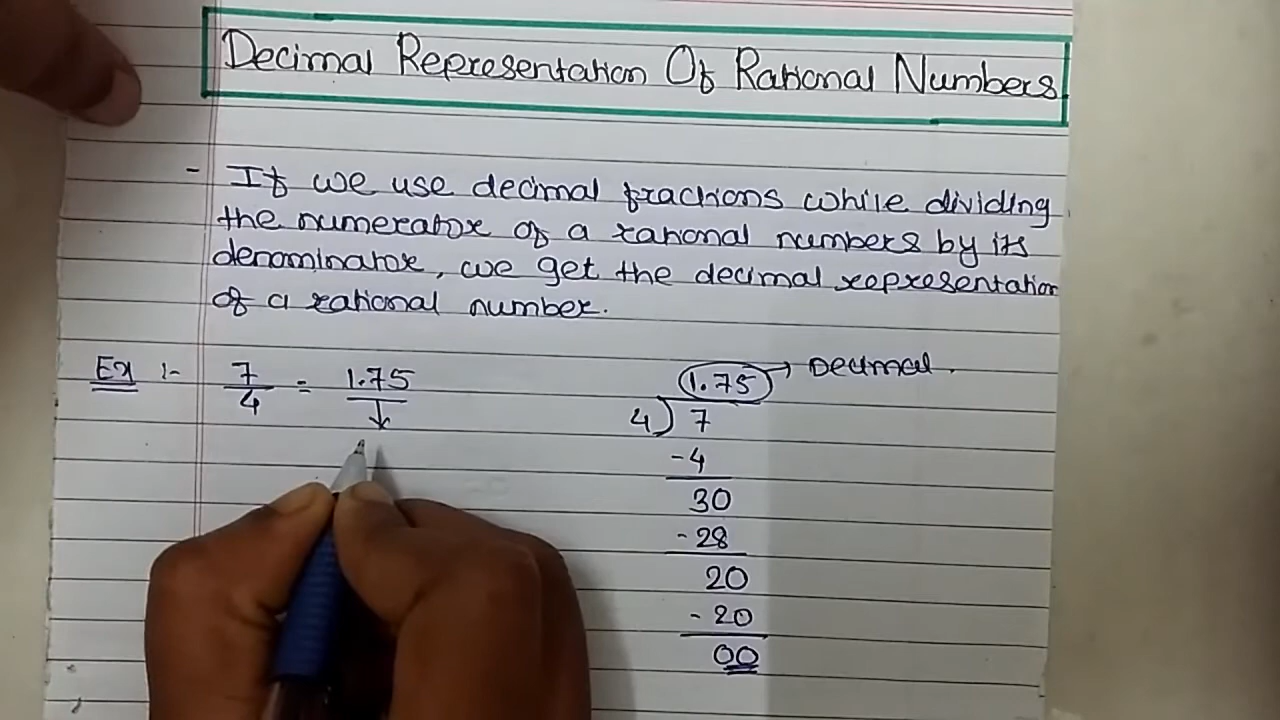 Decimal Representation Of Rational Numbers
- If we use decimal fractions while dividing
the numerator of a rational numbers by its
denominator, we get the decimal representation
of a rational number.
Ex :- 7/4 = 1.75
1.75 → Decimal.
4 ) 7
-4
30
-28
20
-20
00